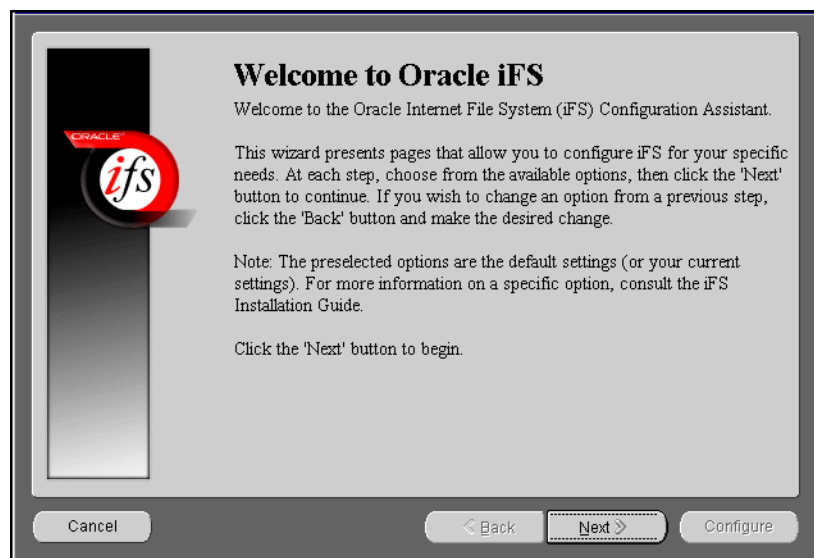 Welcome to Oracle iFS
Welcome to the Oracle Internet File System (iFS) Configuration Assistant.
This wizard presents pages that allow you to configure iFS for your specific
needs. At each step, choose from the available options, then click the 'Next'
button to continue. If you wish to change an option from a previous step,
click the 'Back' button and make the desired change.
Note: The preselected options are the default settings (or your current
settings). For more information on a specific option, consult the iFS
Installation Guide.
Click the 'Next' button to begin.
ORACLE
ifs
Cancel
Back
Next
Configure